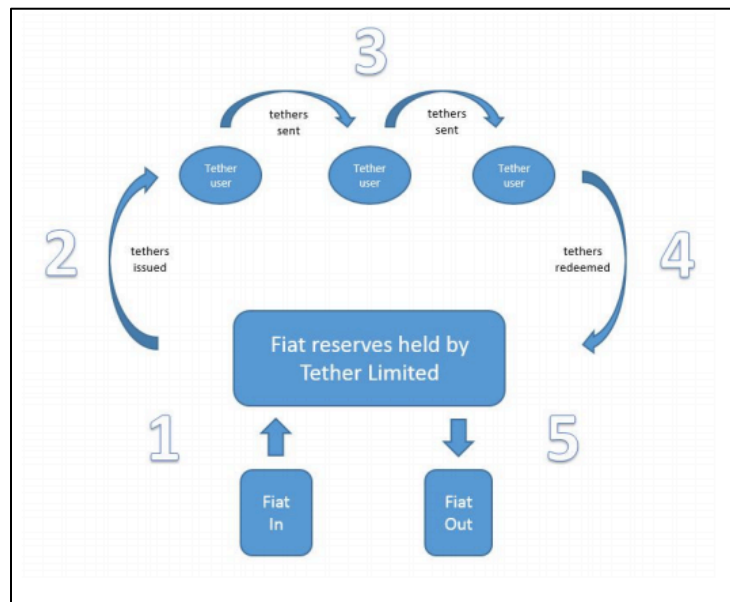 3
tethers
sent
tethers
sent
Tether
user
Tether
user
Tether
user
2
tethers
issued
tethers
redeemed
4
Fiat reserves held by
Tether Limited
1
5
Fiat
In
Fiat
Out